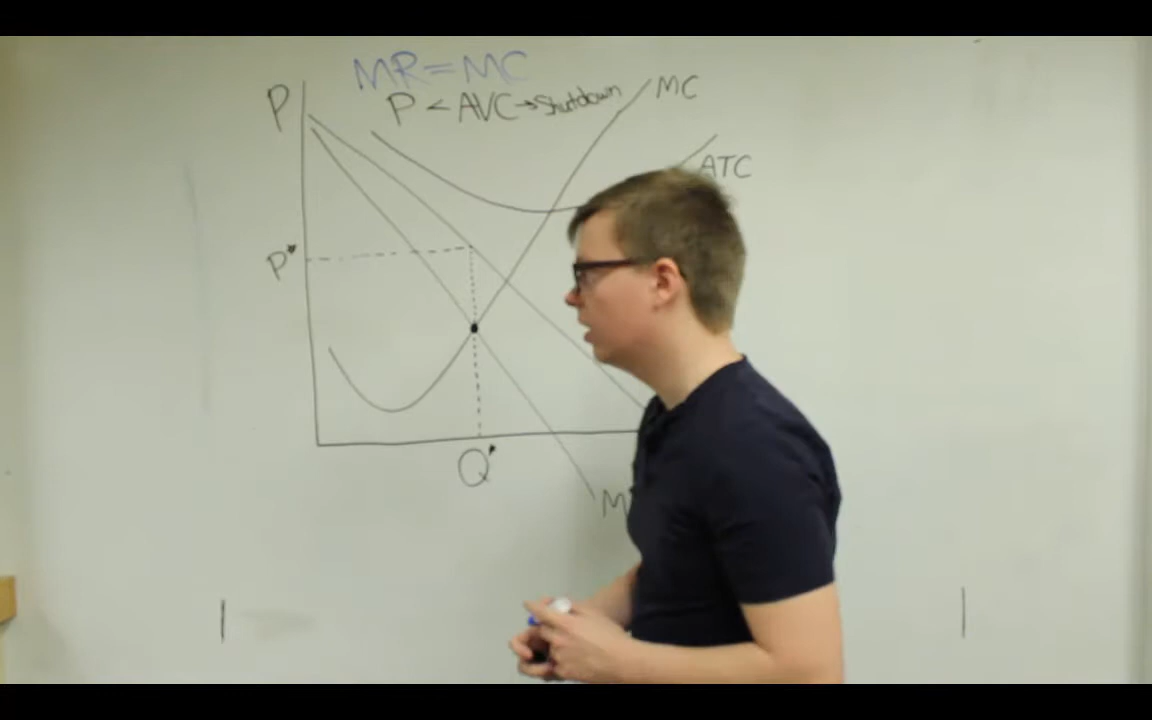 MR=MC
P
P < AVC → Shutdown
MC
ATC
P*
Q*